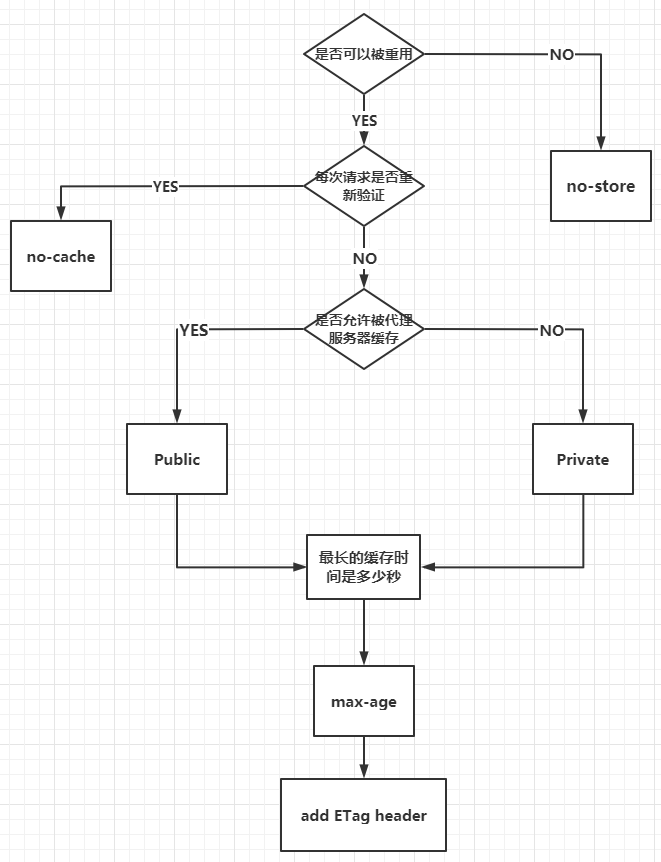 是否可以被重用
NO
YES
每次请求是否重
新验证
YES
no-store
no-cache
NO
是否允许被代理
服务器缓存
YES
NO
Public
Private
最长的缓存时
间是多少秒
max-age
add ETag header